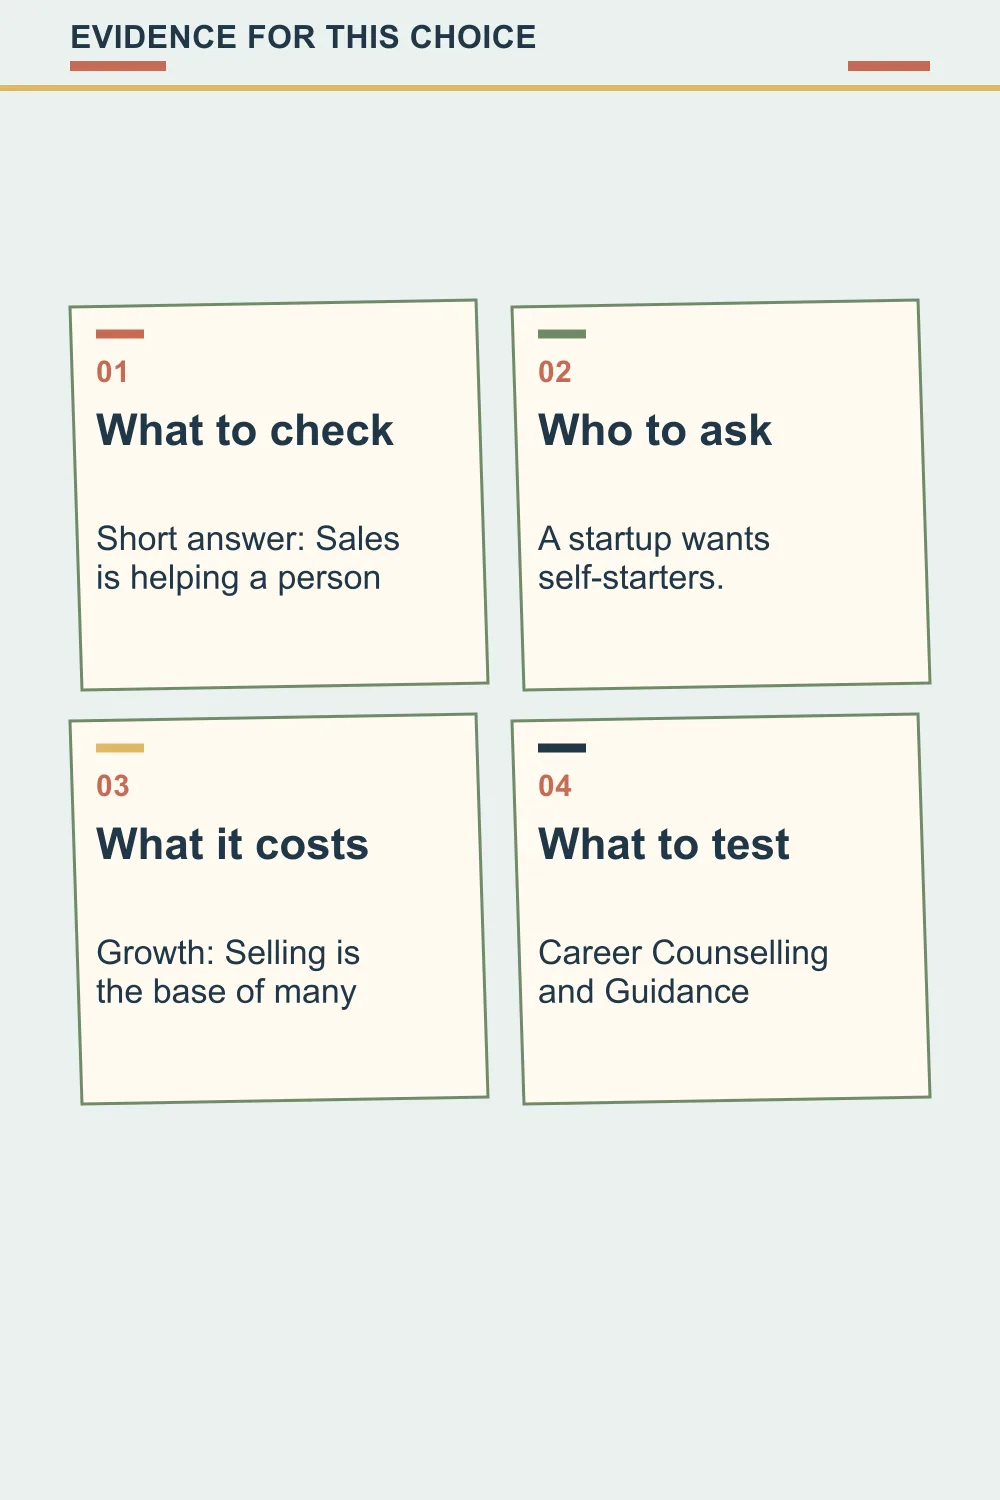 EVIDENCE FOR THIS CHOICE
01
What to check
Short answer: Sales
is helping a person
02
Who to ask
A startup wants
self-starters.
03
What it costs
Growth: Selling is
the base of many
04
What to test
Career Counselling
and Guidance